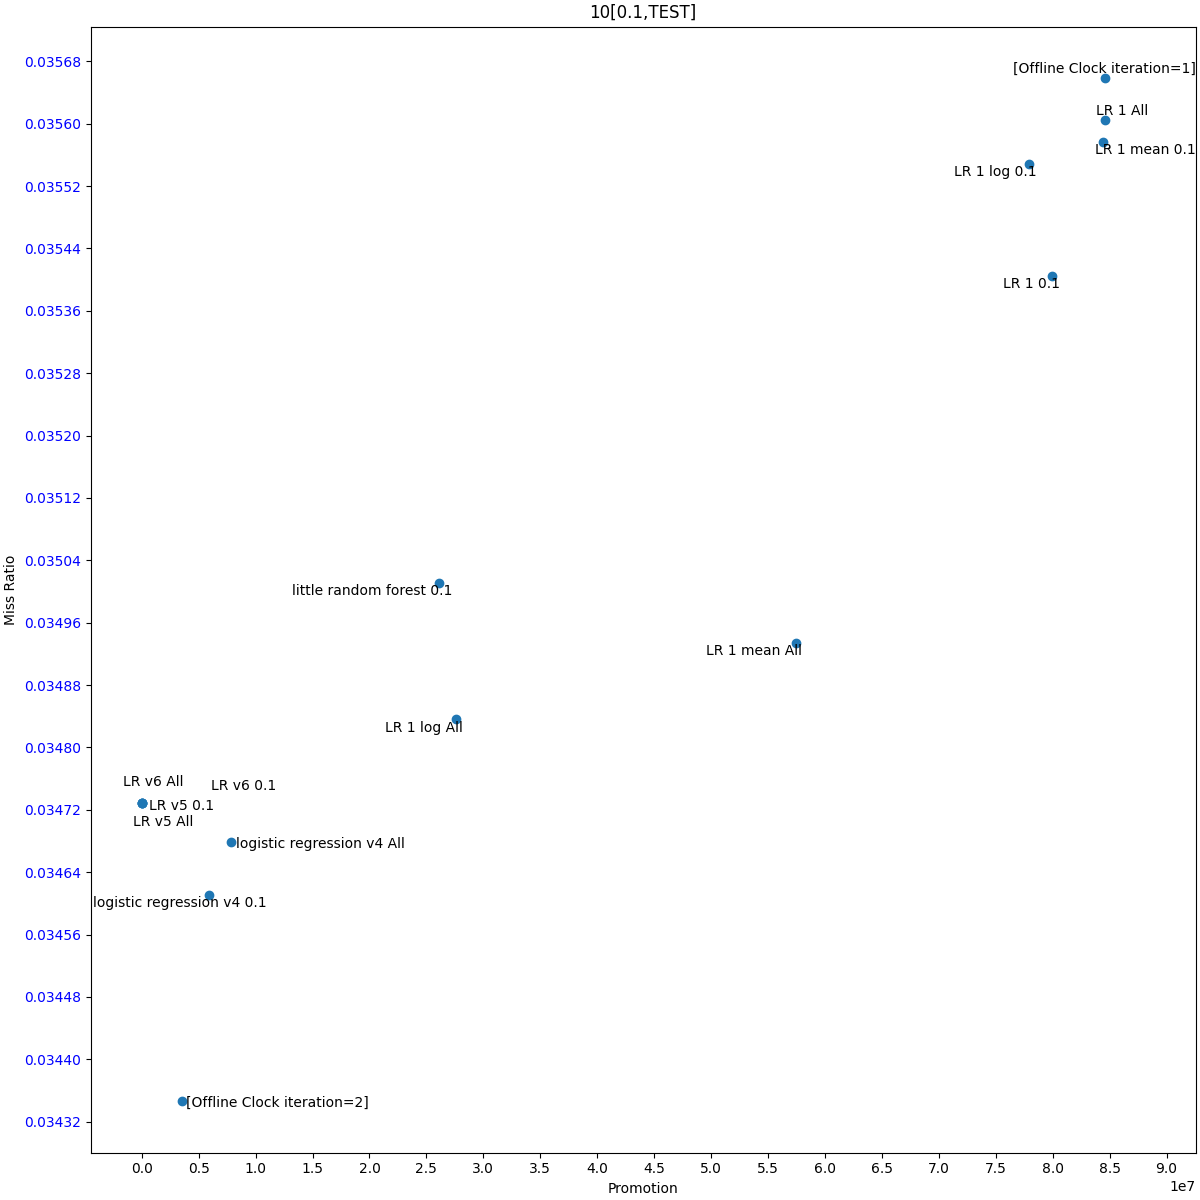 10[0.1,TEST]
0.03568
[Offline Clock iteration=1]
LR 1 All
0.03560
LR 1 mean 0.1
LR 1 log 0.1
0.03552
0.03544
LR 1 0.1
0.03536
0.03528
0.03520
0.03512
0.03504
little random forest 0.1
Miss Ratio
0.03496
LR 1 mean All
0.03488
LR 1 log All
0.03480
LR v6 All
LR v6 0.1
LR v5 0.1
0.03472
LR v5 All
logistic regression v4 All
0.03464
logistic regression v4 0.1
0.03456
0.03448
0.03440
[Offline Clock iteration=2]
0.03432
0.0 0.5 1.0 1.5 2.0 2.5 3.0 3.5 4.0 4.5 5.0 5.5 6.0 6.5 7.0 7.5 8.0 8.5 9.0
1e7
Promotion